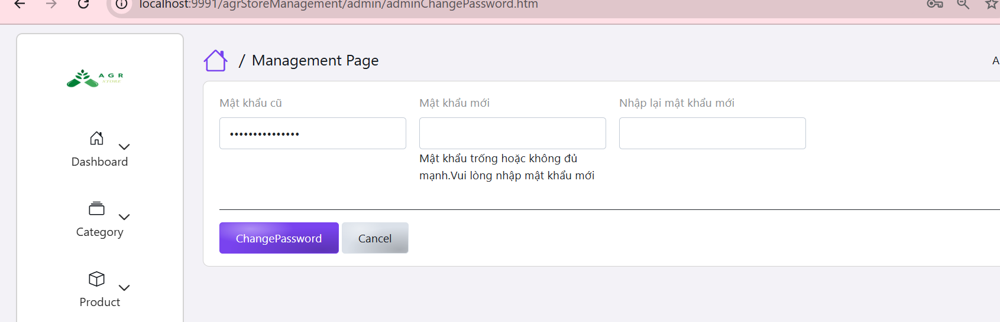 localhost:9991/agrStoreManagement/admin/adminChangePassword.htm
AGR
STORE
/ Management Page
A
Mật khẩu cũ
Mật khẩu mới
Nhập lại mật khẩu mới
•••••••••••••••
Mật khẩu trống hoặc không đủ
mạnh.Vui lòng nhập mật khẩu mới
ChangePassword
Cancel
Dashboard
Category
Product